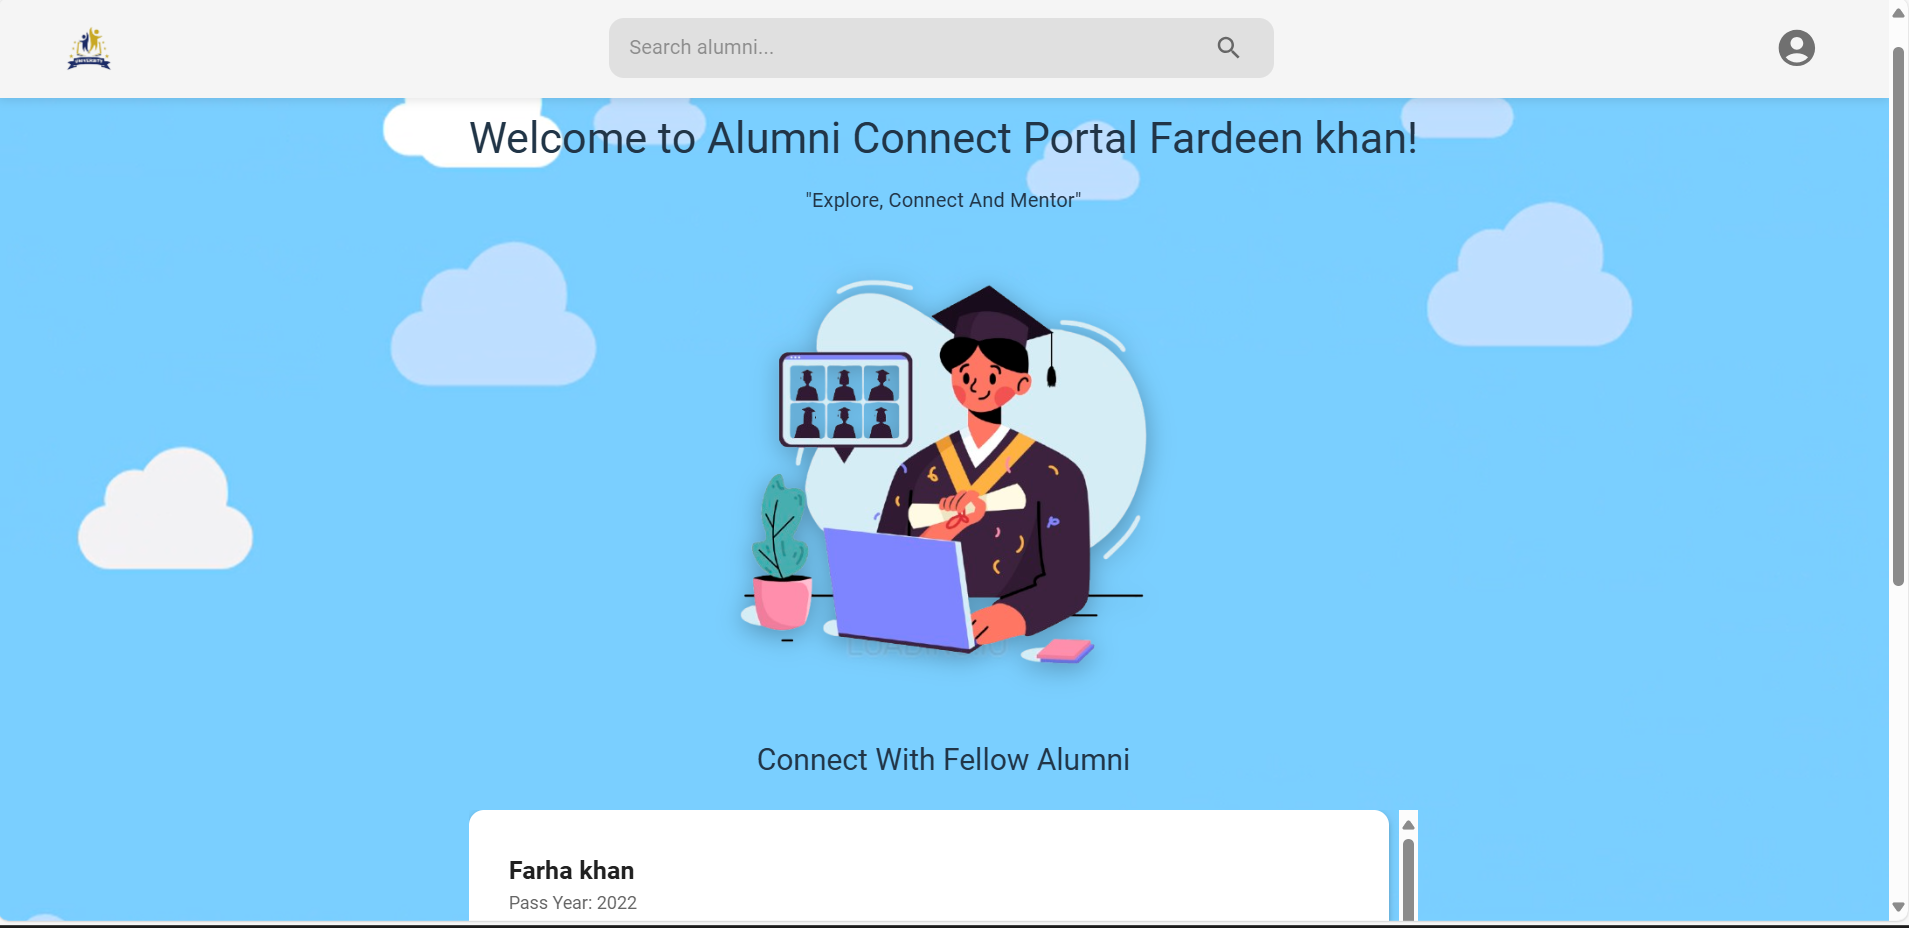 UNIVERSITY
Search alumni...
Welcome to Alumni Connect Portal Fardeen khan!
"Explore, Connect And Mentor"
Connect With Fellow Alumni
Farha khan
Pass Year: 2022